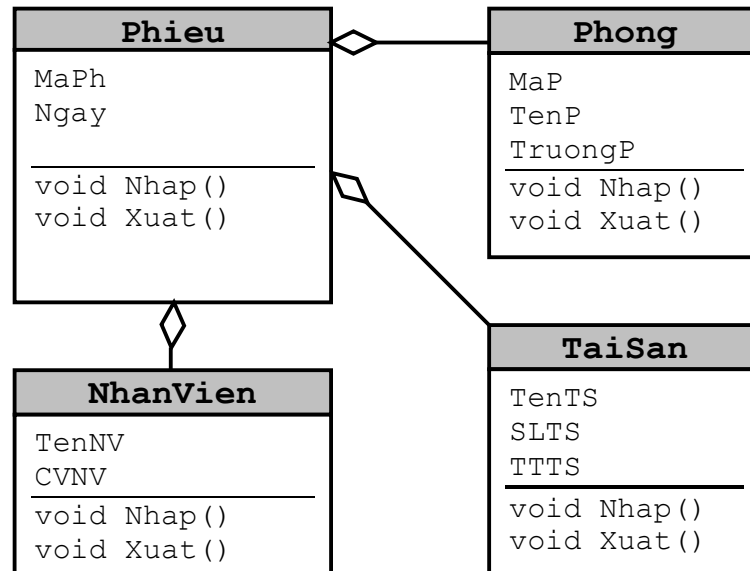 Phieu
MaPh
Ngay
void Nhap()
void Xuat()
Phong
MaP
TenP
TruongP
void Nhap()
void Xuat()
NhanVien
TenNV
CVNV
void Nhap()
void Xuat()
TaiSan
TenTS
SLTS
TTTS
void Nhap()
void Xuat()